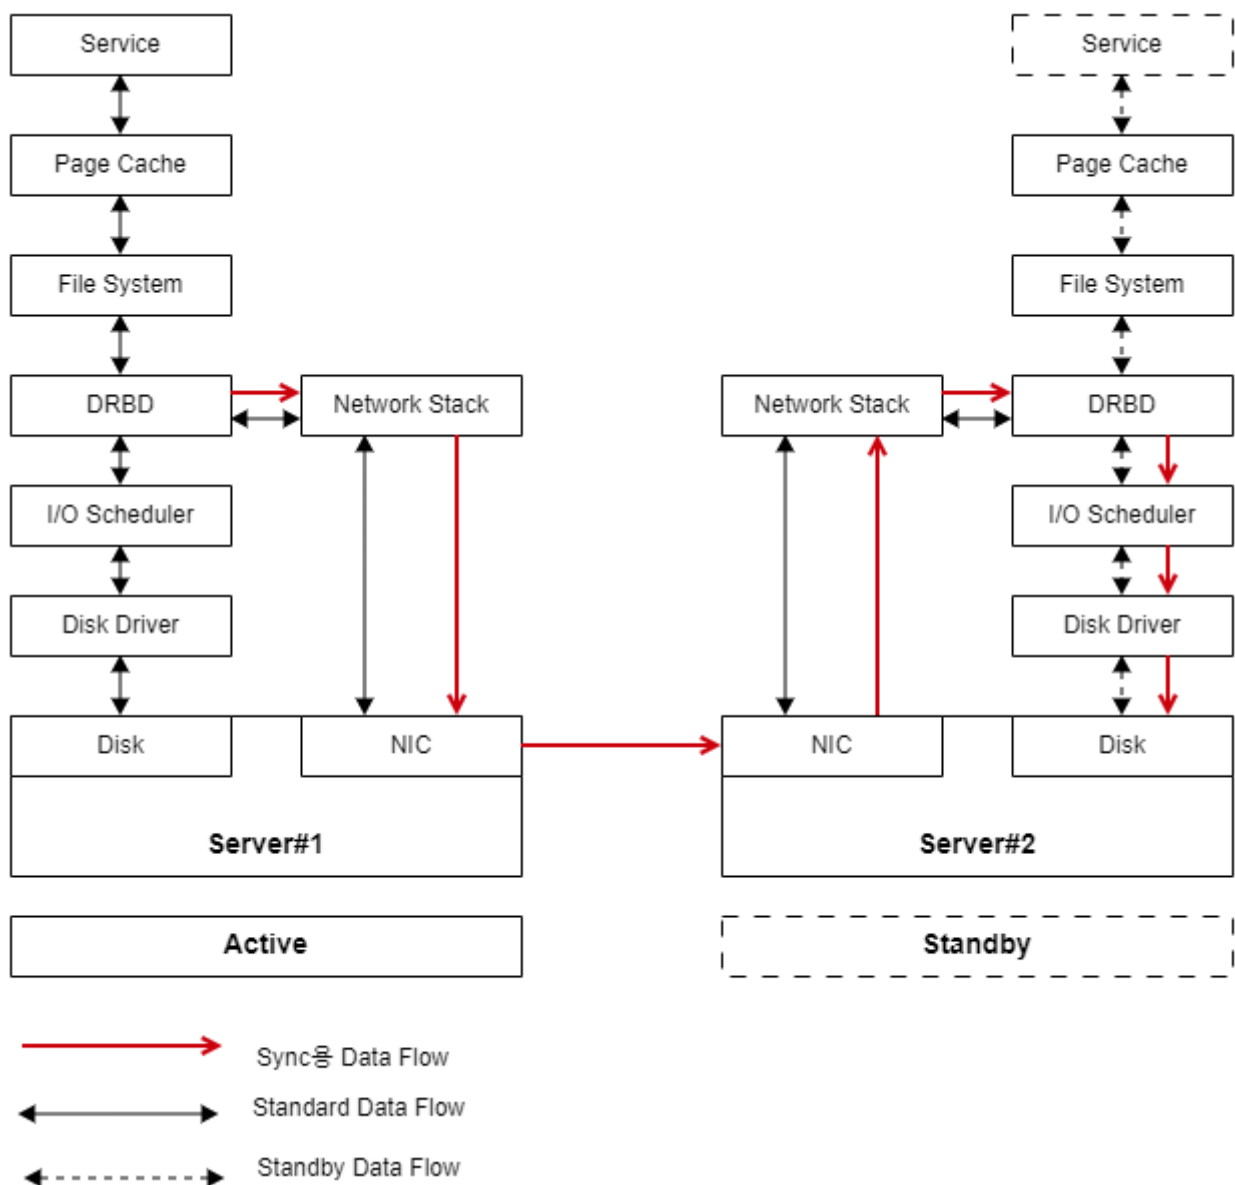 Service
Service
Page Cache
Page Cache
File System
File System
DRBD
Network Stack
Network Stack
DRBD
I/O Scheduler
I/O Scheduler
Disk Driver
Disk Driver
Disk
NIC
NIC
Disk
Server#1
Server#2
Active
Standby
Sync용 Data Flow
Standard Data Flow
Standby Data Flow